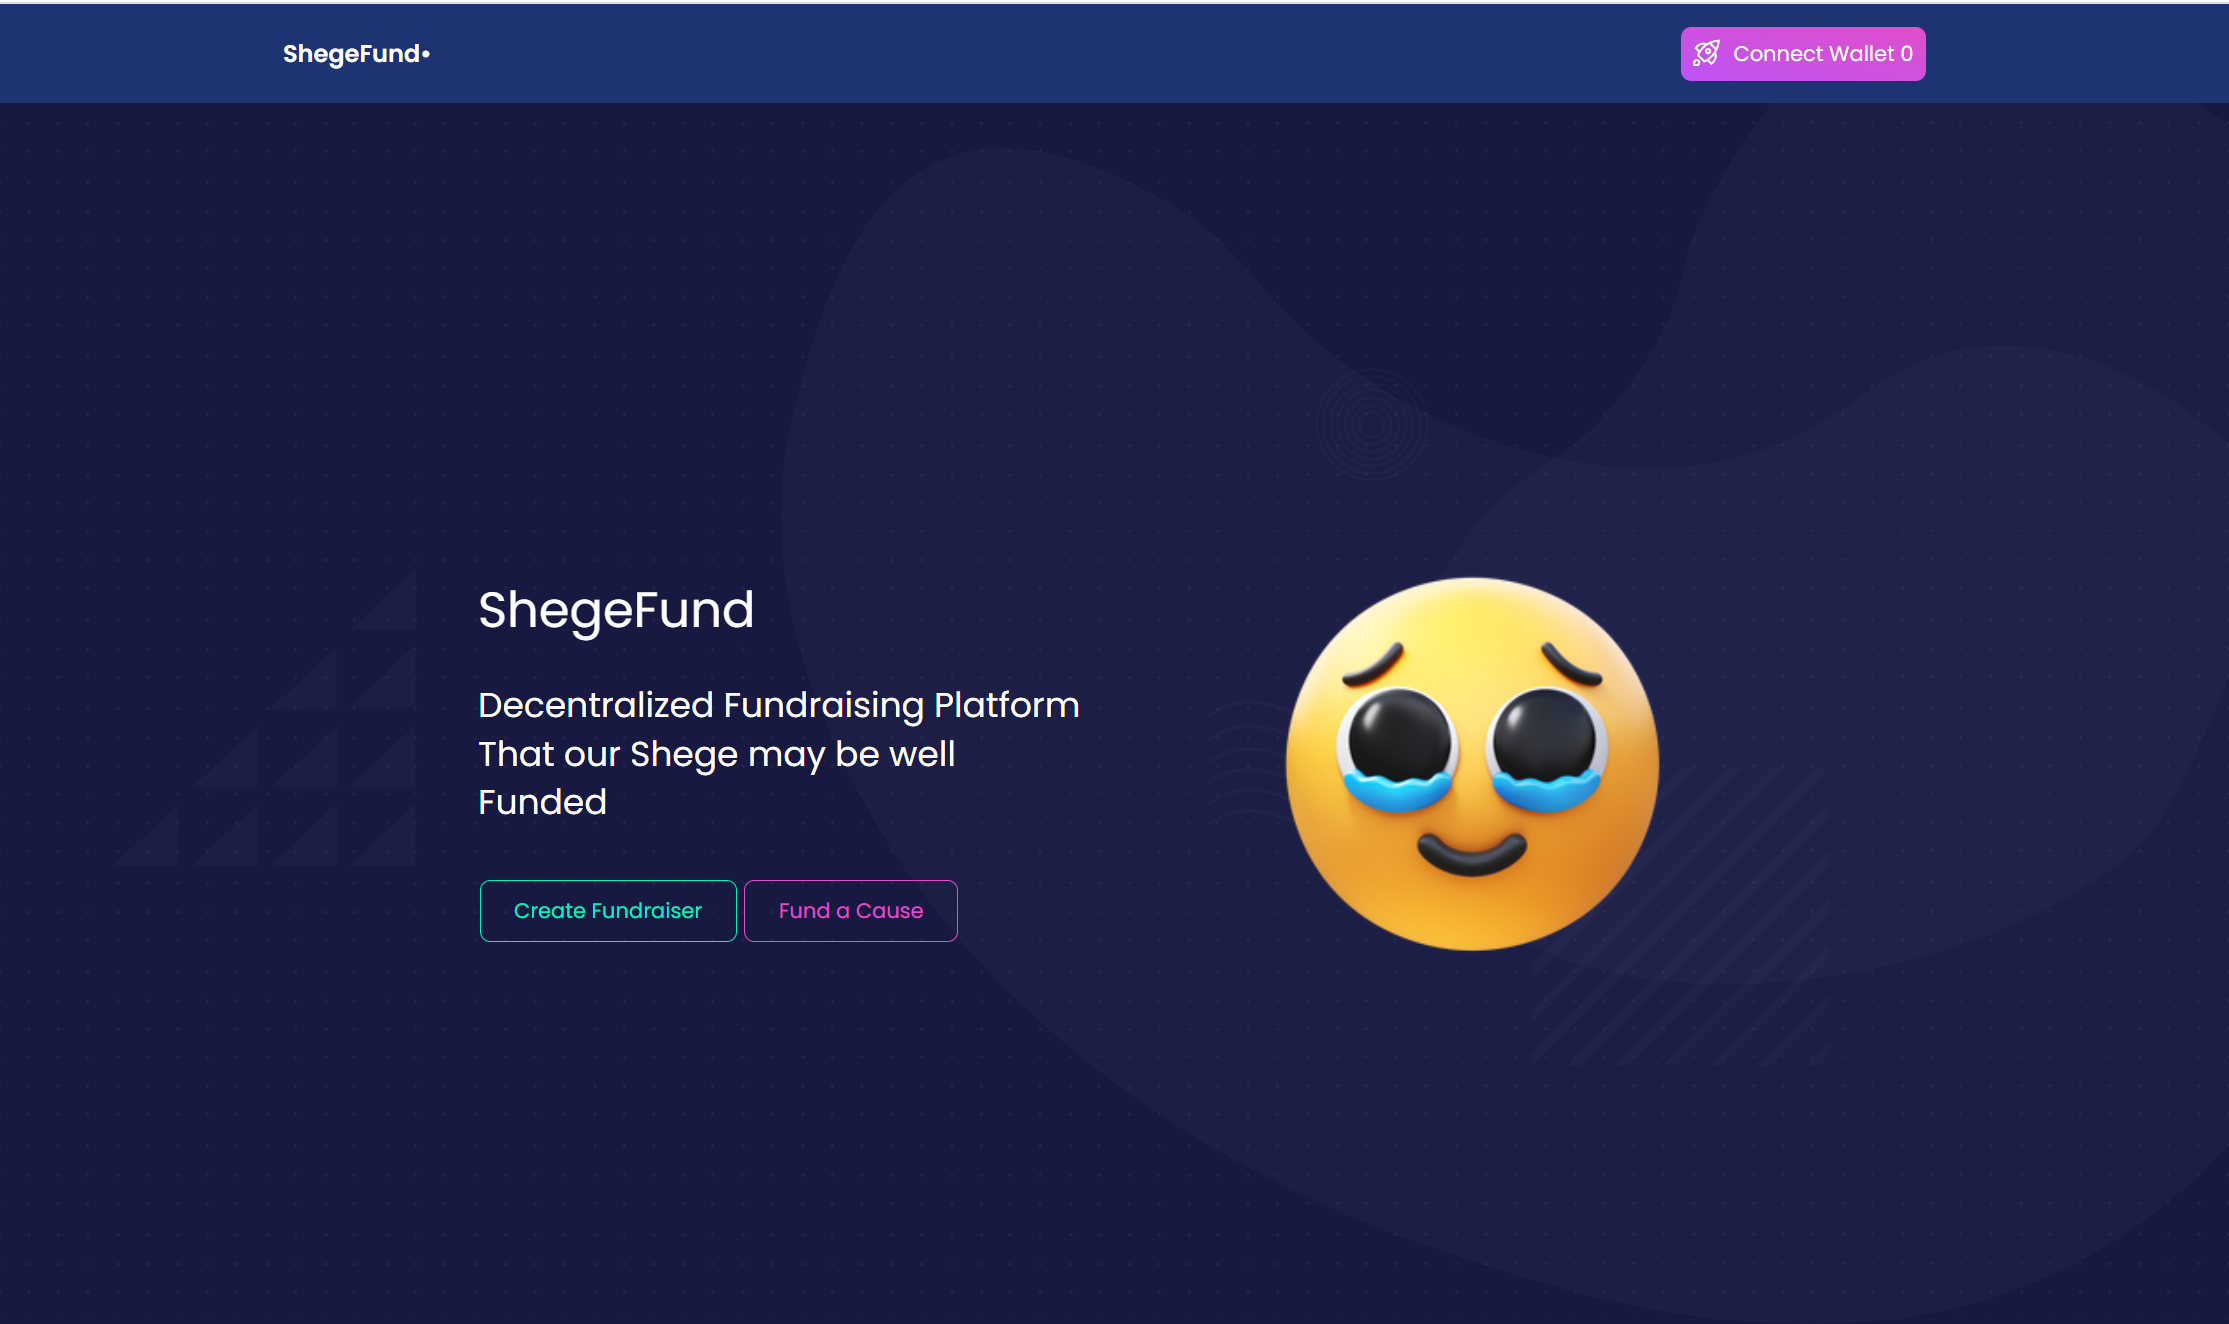 ShegeFund•
Connect Wallet 0
ShegeFund
Decentralized Fundraising Platform
That our Shege may be well
Funded
Create Fundraiser
Fund a Cause